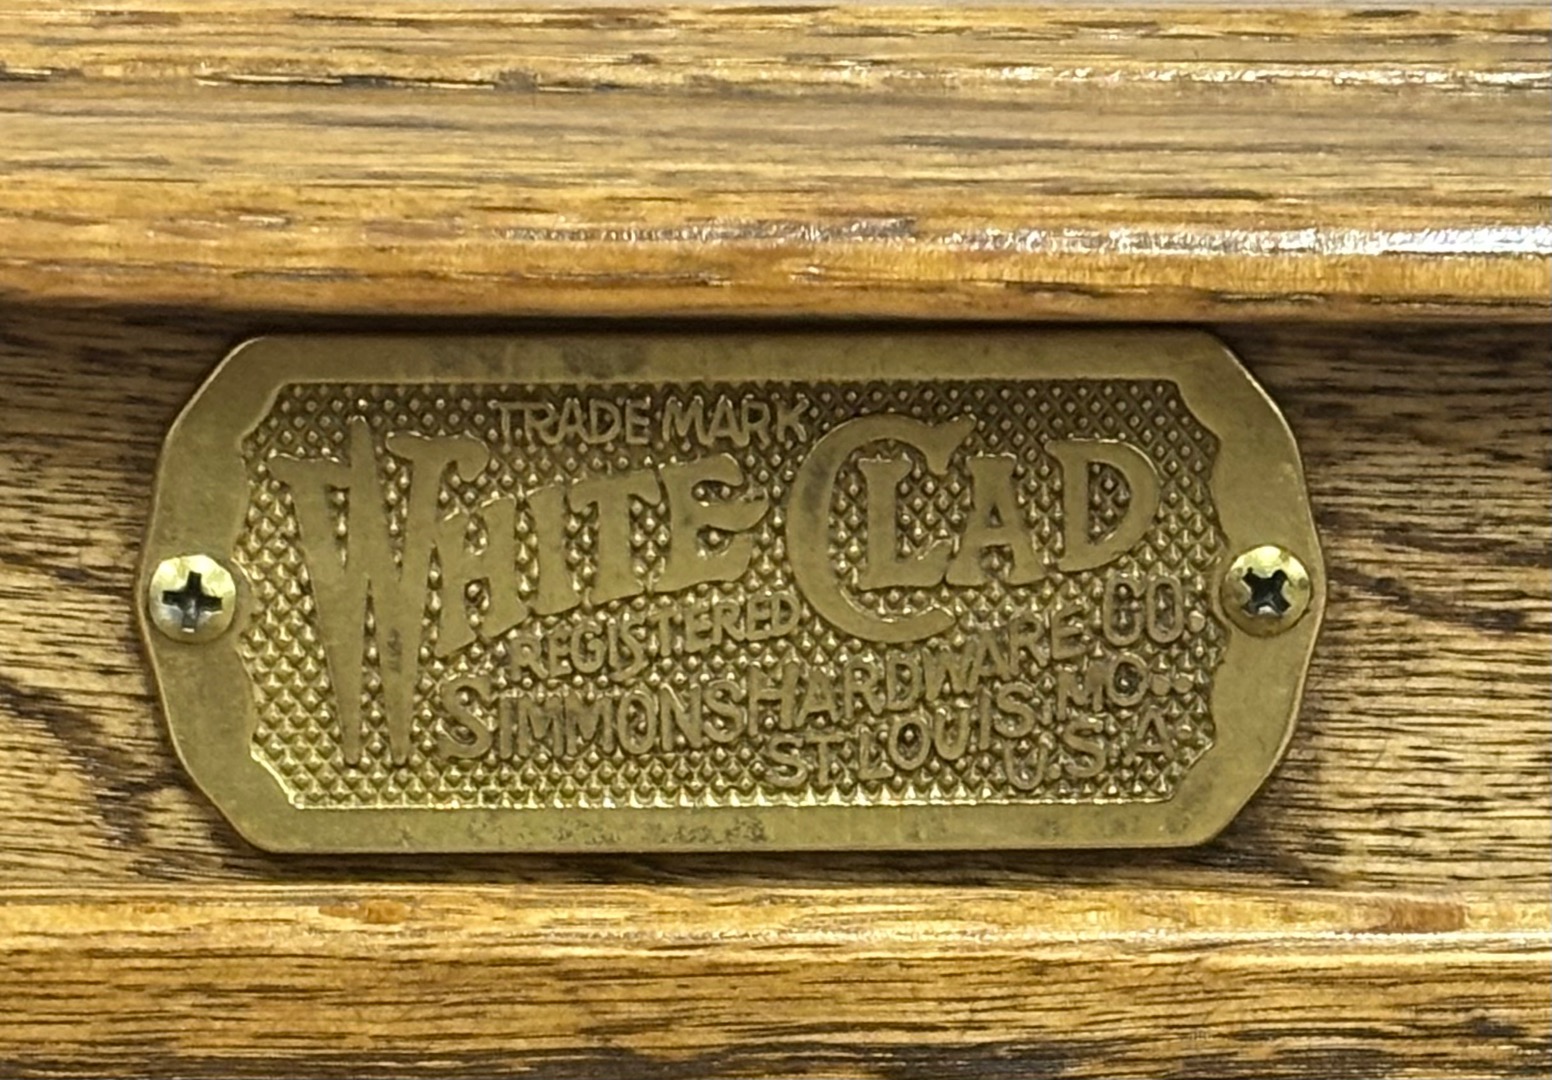 TRADE MARK
WHITE CLAD
REGISTERED
SIMMONS HARDWARE CO.
ST. LOUIS. MO..
U.S.A